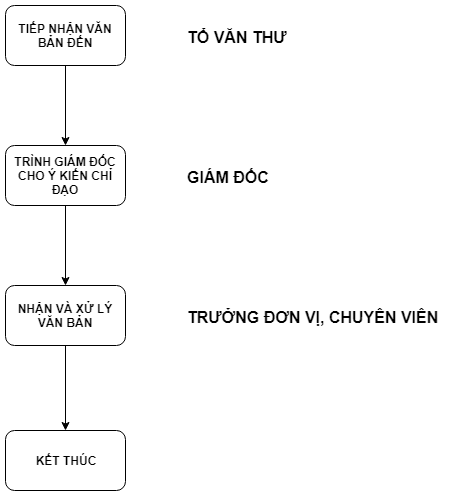 TIẾP NHẬN VĂN
BẢN ĐẾN
TỔ VĂN THƯ
TRÌNH GIÁM ĐỐC
CHO Ý KIẾN CHỈ
ĐẠO
GIÁM ĐỐC
NHẬN VÀ XỬ LÝ
VĂN BẢN
TRƯỞNG ĐƠN VỊ, CHUYÊN VIÊN
KẾT THÚC